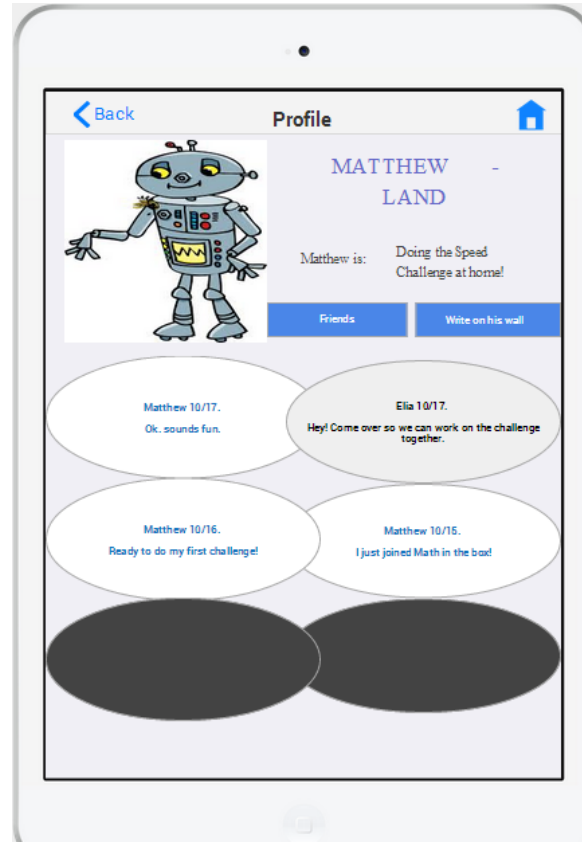 Back
Profile
MATTHEW -
LAND
Matthew is:
Doing the Speed
Challenge at home!
Friends
Write on his wall
Matthew 10/17.
Ok. sounds fun.
Elia 10/17.
Hey! Come over so we can work on the challenge
together.
Matthew 10/16.
Ready to do my first challenge!
Matthew 10/15.
I just joined Math in the box!